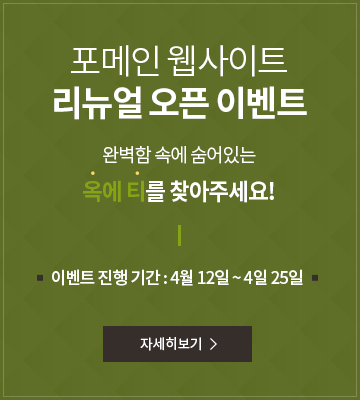 포메인 웹사이트
리뉴얼 오픈 이벤트
완벽함 속에 숨어있는
옥에 티를 찾아주세요!
이벤트 진행 기간 : 4월 12일 ~ 4일 25일
자세히보기 >